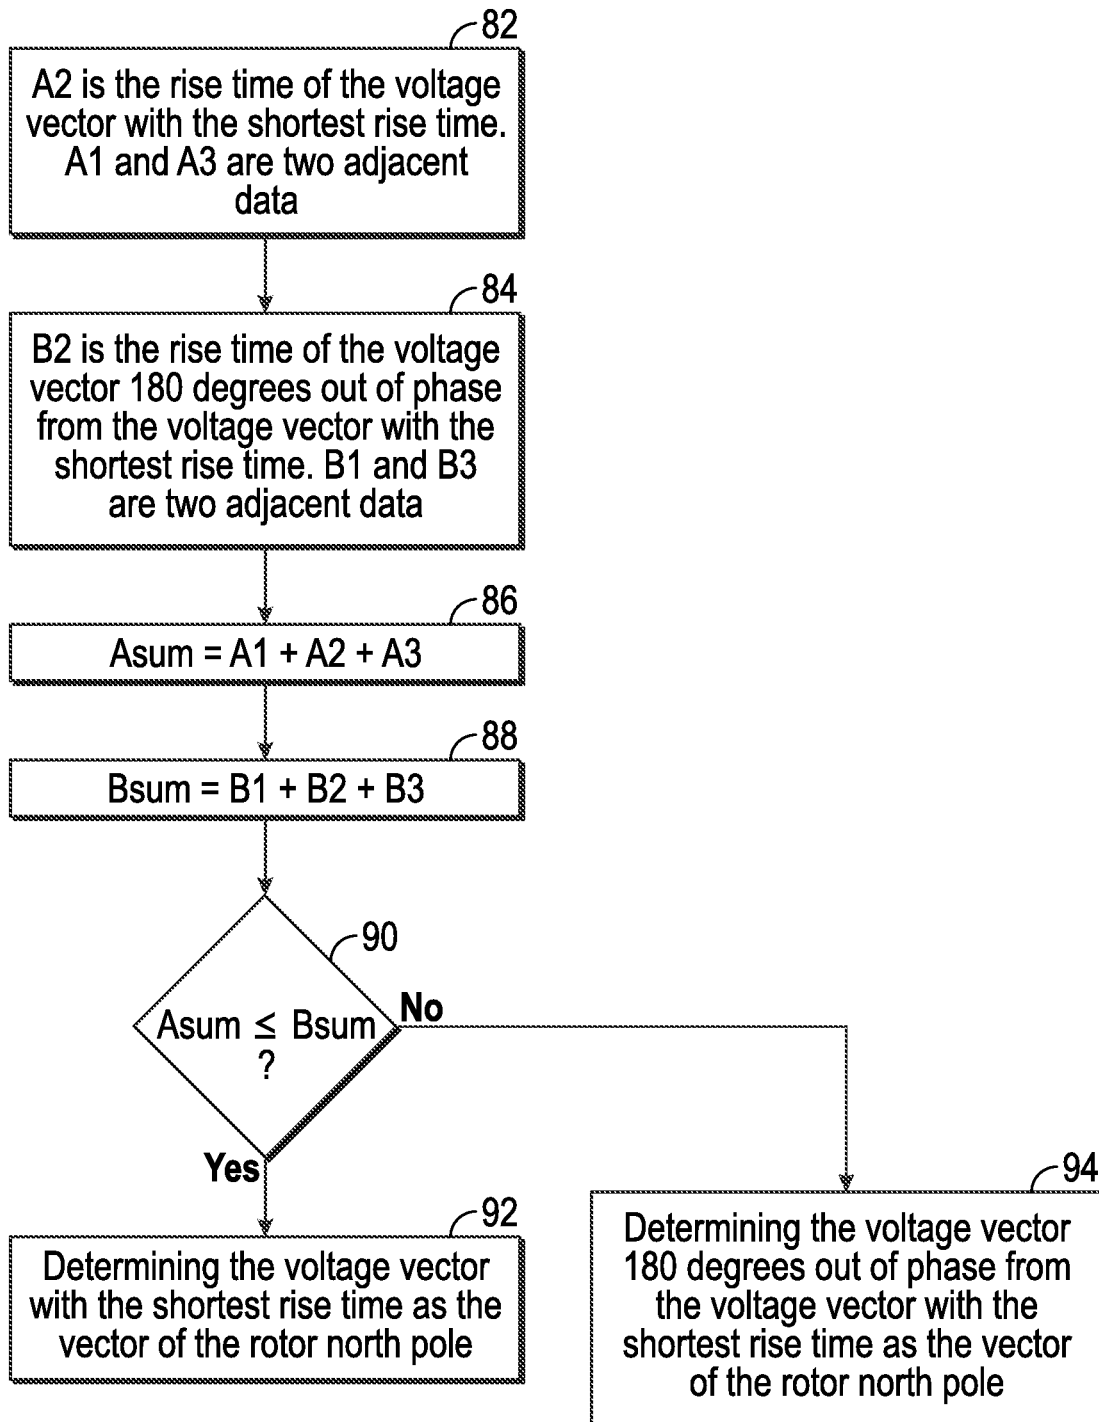 82
A2 is the rise time of the voltage
vector with the shortest rise time.
A1 and A3 are two adjacent
data
84
B2 is the rise time of the voltage
vector 180 degrees out of phase
from the voltage vector with the
shortest rise time. B1 and B3
are two adjacent data
86
Asum = A1 + A2 + A3
88
Bsum = B1 + B2 + B3
90
Asum ≤ Bsum
?
No
Yes
92
Determining the voltage vector
with the shortest rise time as the
vector of the rotor north pole
94
Determining the voltage vector
180 degrees out of phase from
the voltage vector with the
shortest rise time as the vector
of the rotor north pole